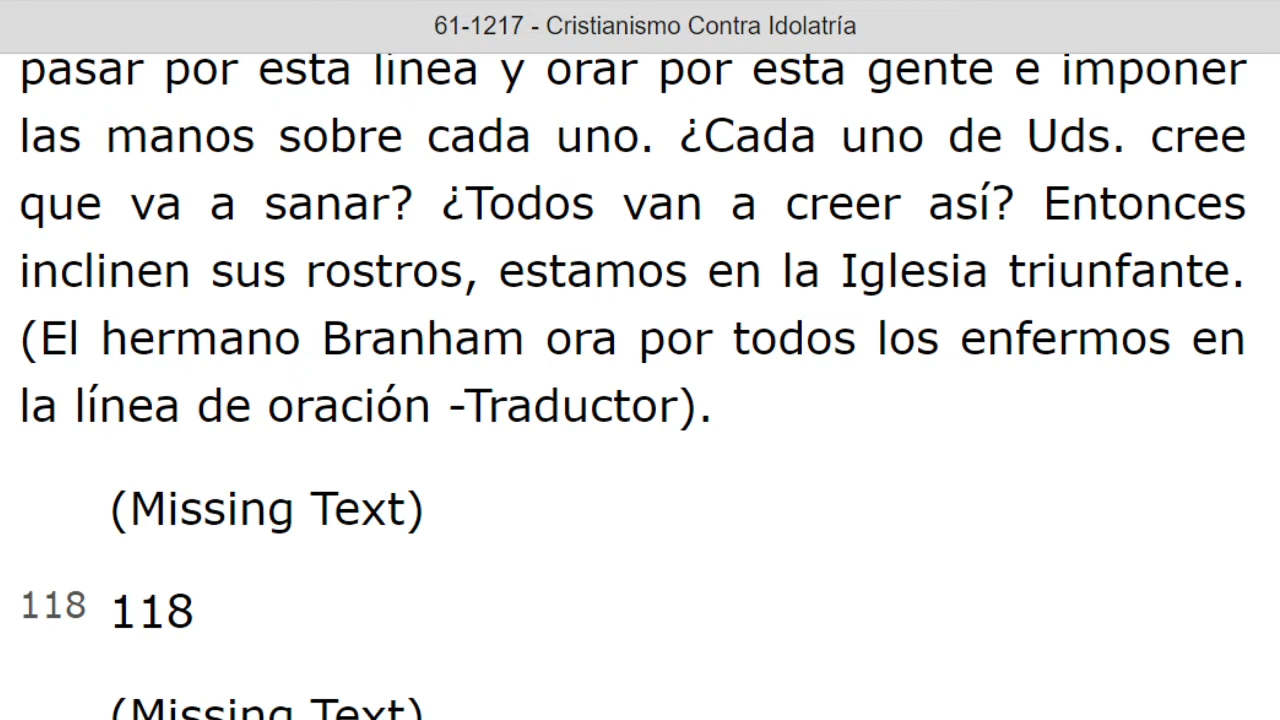 61-1217 - Cristianismo Contra Idolatría
pasar por esta línea y orar por esta gente e imponer
las manos sobre cada uno. ¿Cada uno de Uds. cree
que va a sanar? ¿Todos van a creer así? Entonces
inclinen sus rostros, estamos en la Iglesia triunfante.
(El hermano Branham ora por todos los enfermos en
la línea de oración -Traductor).
(Missing Text)
118 118
(Missing Text)